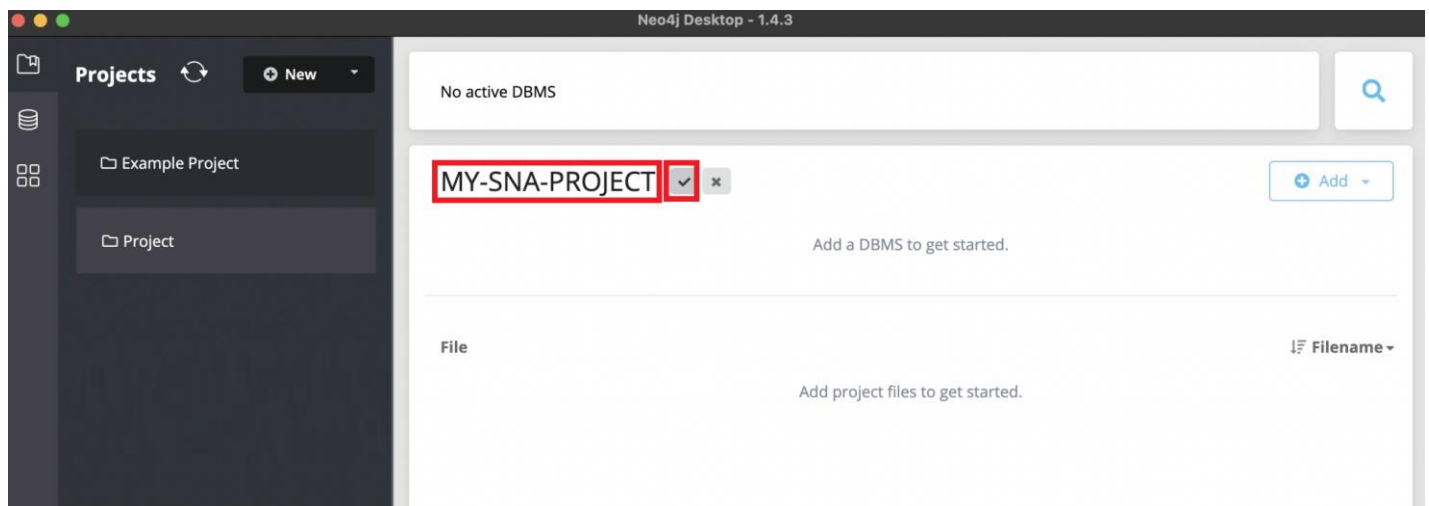 Neo4j Desktop - 1.4.3
Projects
New
No active DBMS
Example Project
Project
MY-SNA-PROJECT
Add
Add a DBMS to get started.
File
Filename
Add project files to get started.